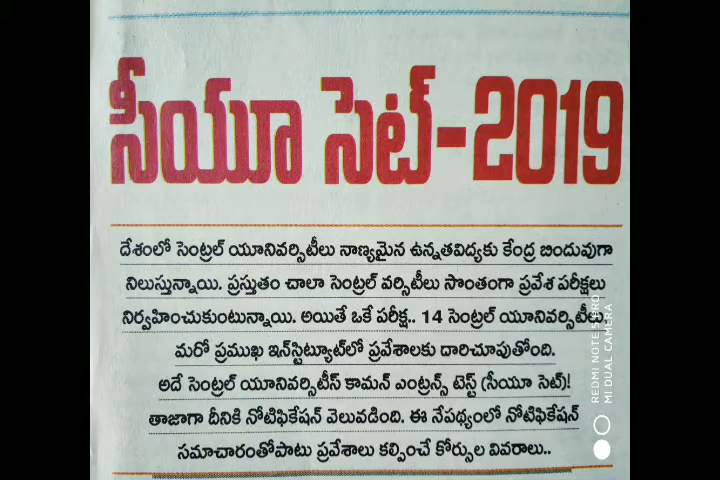 సీయూ సెట్-2019
దేశంలో సెంట్రల్ యూనివర్సిటీలు నాణ్యమైన ఉన్నతవిద్యకు కేంద్ర బిందువుగా
నిలుస్తున్నాయి. ప్రస్తుతం చాలా సెంట్రల్ వర్సిటీలు సొంతంగా ప్రవేశ పరీక్షలు
నిర్వహించుకుంటున్నాయి. అయితే ఒకే పరీక్ష.. 14 సెంట్రల్ యూనివర్సిటీలు,
మరో ప్రముఖ ఇన్‌స్టిట్యూట్‌లో ప్రవేశాలకు దారిచూపుతోంది.
అదే సెంట్రల్ యూనివర్సిటీస్ కామన్ ఎంట్రన్స్ టెస్ట్ (సీయూ సెట్)!
తాజాగా దీనికి నోటిఫికేషన్ వెలువడింది. ఈ నేపథ్యంలో నోటిఫికేషన్
సమాచారంతోపాటు ప్రవేశాలు కల్పించే కోర్సుల వివరాలు..
REDMI NOTE 5 PRO
MI DUAL CAMERA